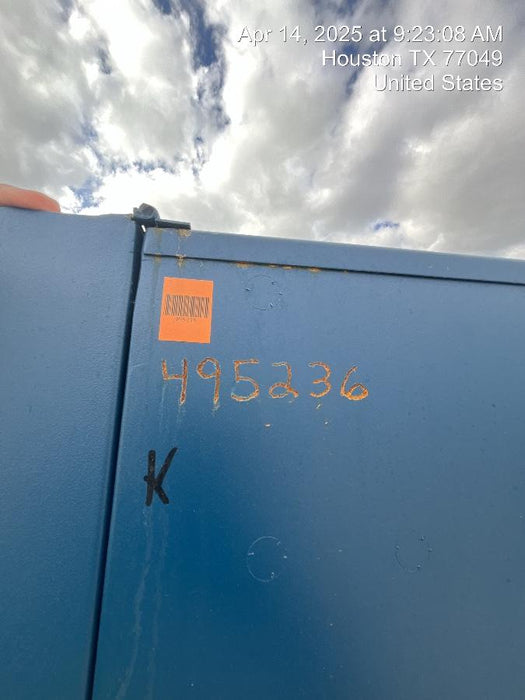 Apr 14, 2025 at 9:23:08 AM
Houston TX 77049
United States
495236
K